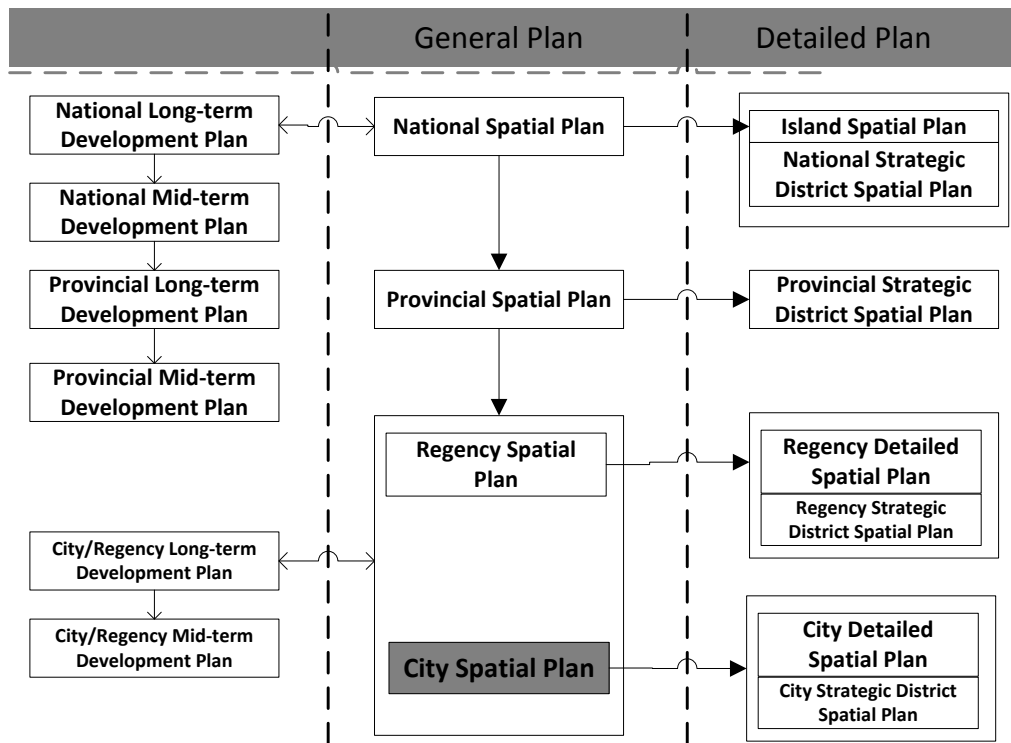 General Plan
Detailed Plan
National Long-term
Development Plan
National Spatial Plan
Island Spatial Plan
National Strategic
District Spatial Plan
National Mid-term
Development Plan
Provincial Long-term
Development Plan
Provincial Spatial Plan
Provincial Strategic
District Spatial Plan
Provincial Mid-term
Development Plan
Regency Spatial
Plan
Regency Detailed
Spatial Plan
Regency Strategic
District Spatial Plan
City/Regency Long-term
Development Plan
City/Regency Mid-term
Development Plan
City Spatial Plan
City Detailed
Spatial Plan
City Strategic District
Spatial Plan